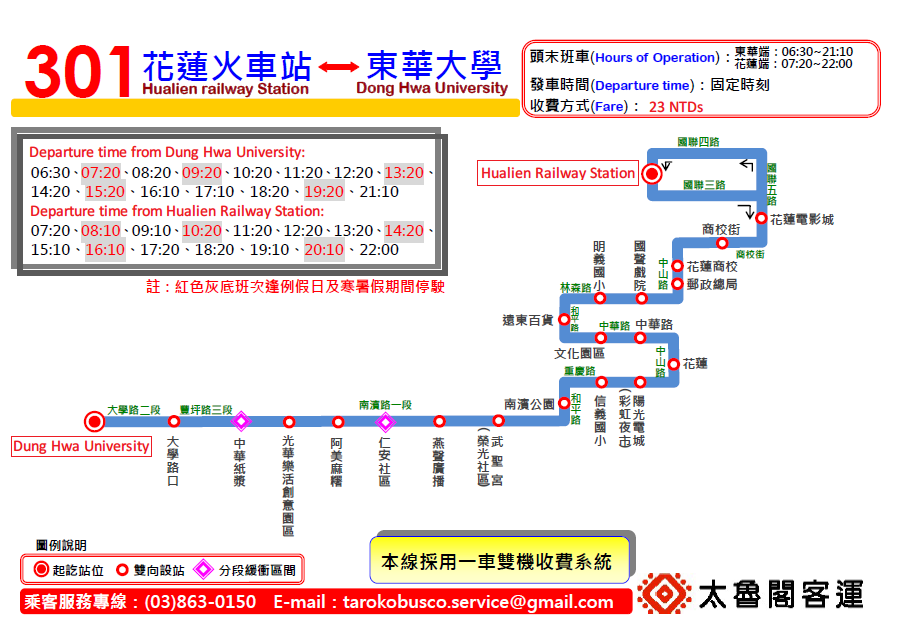 301 花蓮火車站 東華大學
Hualien railway Station Dong Hwa University
頭末班車(Hours of Operation)：東華端：06:30~21:10
花蓮端：07:20~22:00
發車時間(Departure time)：固定時刻
收費方式(Fare)： 23 NTDs
Departure time from Dung Hwa University:
06:30、07:20、08:20、09:20、10:20、11:20、12:20、13:20、
14:20、15:20、16:10、17:10、18:20、19:20、21:10
Departure time from Hualien Railway Station:
07:20、08:10、09:10、10:20、11:20、12:20、13:20、14:20、
15:10、16:10、17:20、18:20、19:10、20:10、22:00
註：紅色灰底班次逢例假日及寒暑假期間停駛
國聯四路
Hualien Railway Station
國聯三路
國聯五路
花蓮電影城
商校街
商校街
中山路
花蓮商校
郵政總局
明義國小
國聲戲院
林森路
遠東百貨
和平路
中華路
中華路
文化園區
中山路
花蓮
重慶路
南濱公園
和平路
信義國小
陽光電城
(彩虹夜市)
大學路二段
豐坪路三段
南濱路一段
Dung Hwa University
大學路口
中華紙漿
光華樂活創意園區
阿美麻糬
仁安社區
燕聲廣播
武聖宮
(榮光社區)
圖例說明
起訖站位 雙向設站 分段緩衝區間
本線採用一車雙機收費系統
乘客服務專線：(03)863-0150 E-mail：tarokobusco.service@gmail.com
太魯閣客運